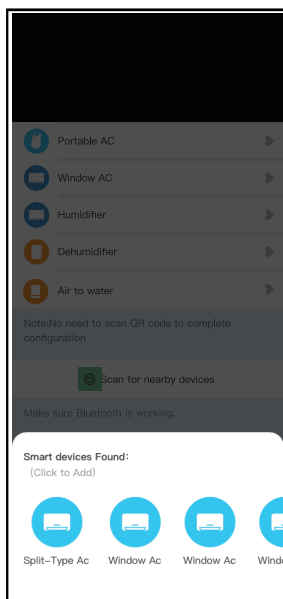 Portable AC
Window AC
Humidifier
Dehumidifier
Air to water
Note:No need to scan QR code to complete
configuration
Scan for nearby devices
Make sure Bluetooth is working.
Smart devices Found:
(Click to Add)
Split-Type Ac Window Ac Window Ac Windo